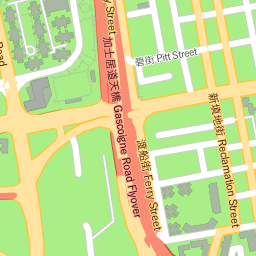 y Street
碧街 Pitt Street
Road
加士居道天橋 Gascoigne Road Flyover
新填地街 Reclamation Street
渡船街 Ferry Street